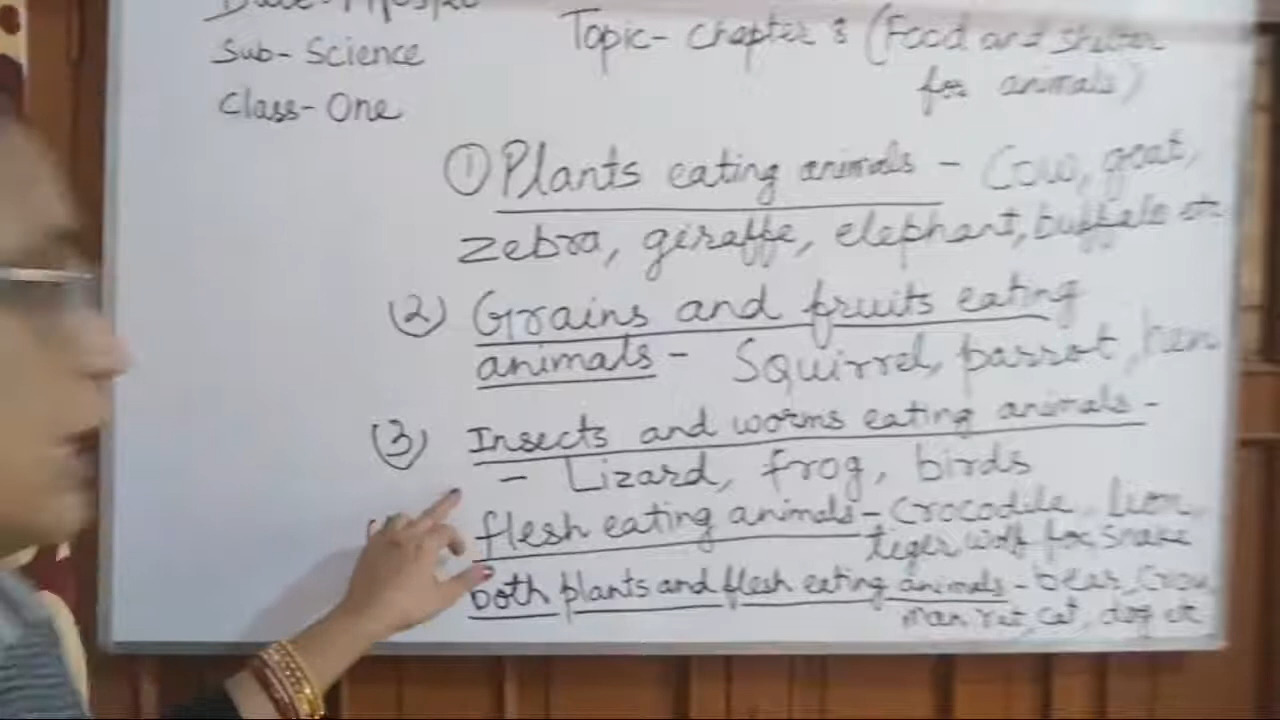 Sub- Science
Class- One
Topic- Chapter 3 (Food and Shelter
for animals)
① Plants eating animals - Cow, goat,
zebra, giraffe, elephant, buffalo etc
(2) Grains and fruits eating
animals - Squirrel, parrot, hen
(3) Insects and worms eating animals -
- Lizard, frog, birds
flesh eating animals - Crocodile, Lion,
teger wolf fox, snake
both plants and flesh eating animals - bear, Crow,
man, rat, cat, dog etc